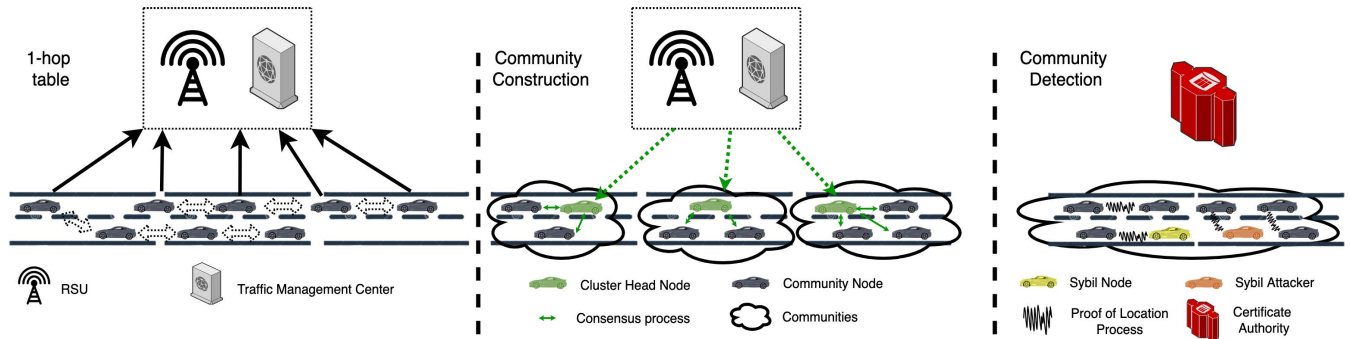 1-hop
table
RSU
Traffic Management Center
Community
Construction
Cluster Head Node
Community Node
Consensus process
Communities
Community
Detection
Sybil Node
Sybil Attacker
Proof of Location
Process
Certificate
Authority